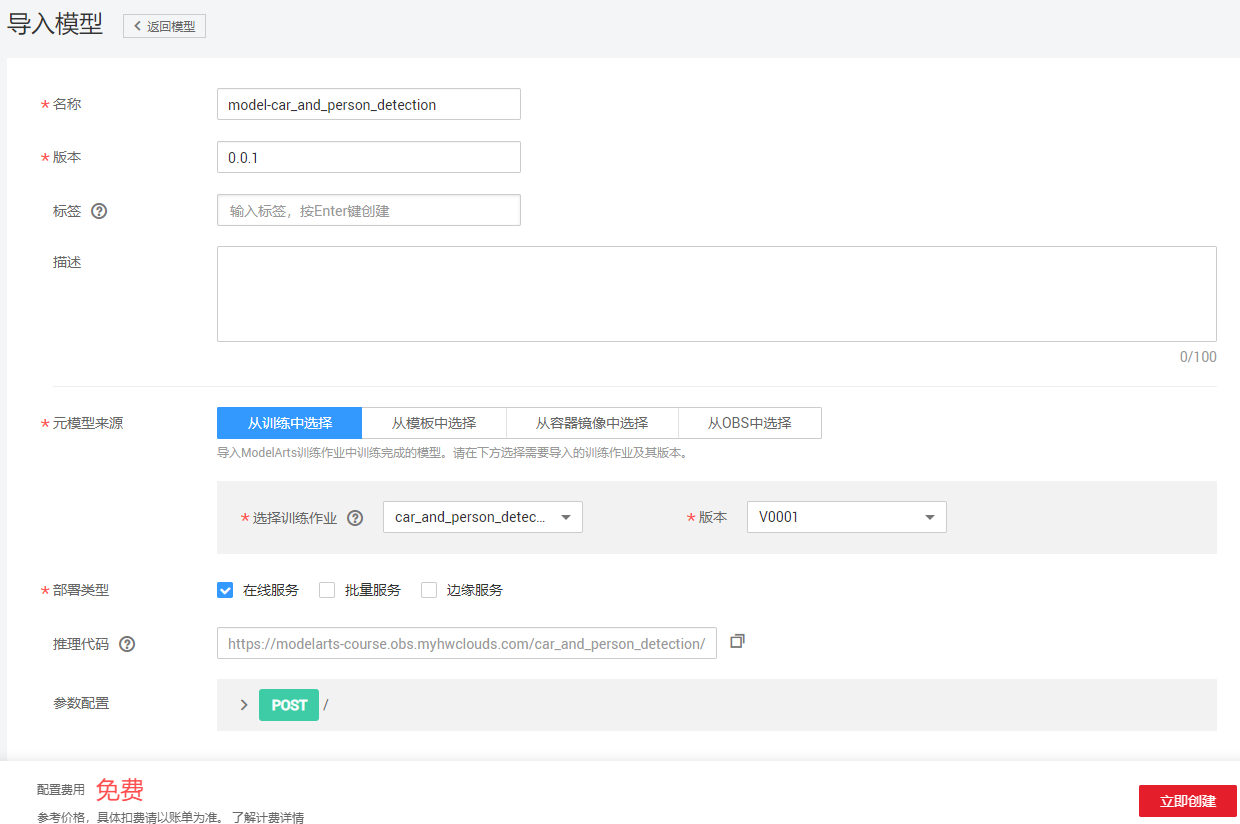 导入模型 返回模型
* 名称 model-car_and_person_detection
* 版本 0.0.1
标签 ? 输入标签，按Enter键创建
描述
0/100
* 元模型来源 从训练中选择 从模板中选择 从容器镜像中选择 从OBS中选择
导入ModelArts训练作业中训练完成的模型。请在下方选择需要导入的训练作业及其版本。
* 选择训练作业 ? car_and_person_detec... * 版本 V0001
* 部署类型 在线服务 批量服务 边缘服务
推理代码 ? https://modelarts-course.obs.myhwclouds.com/car_and_person_detection/
参数配置 POST /
配置费用 免费
参考价格，具体扣费请以账单为准。 了解计费详情
立即创建